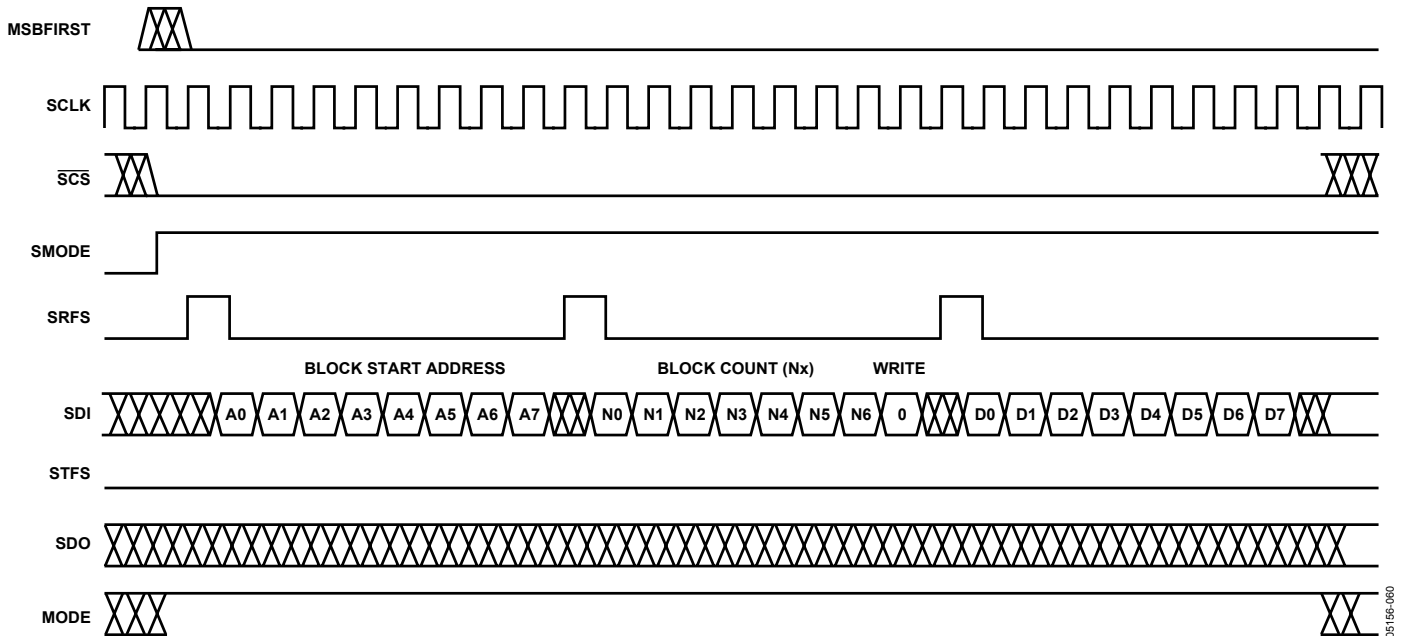 MSBFIRST
SCLK
SCS
SMODE
SRFS
BLOCK START ADDRESS BLOCK COUNT (Nx) WRITE
SDI A0 A1 A2 A3 A4 A5 A6 A7 N0 N1 N2 N3 N4 N5 N6 0 D0 D1 D2 D3 D4 D5 D6 D7
STFS
SDO
MODE
05156-060